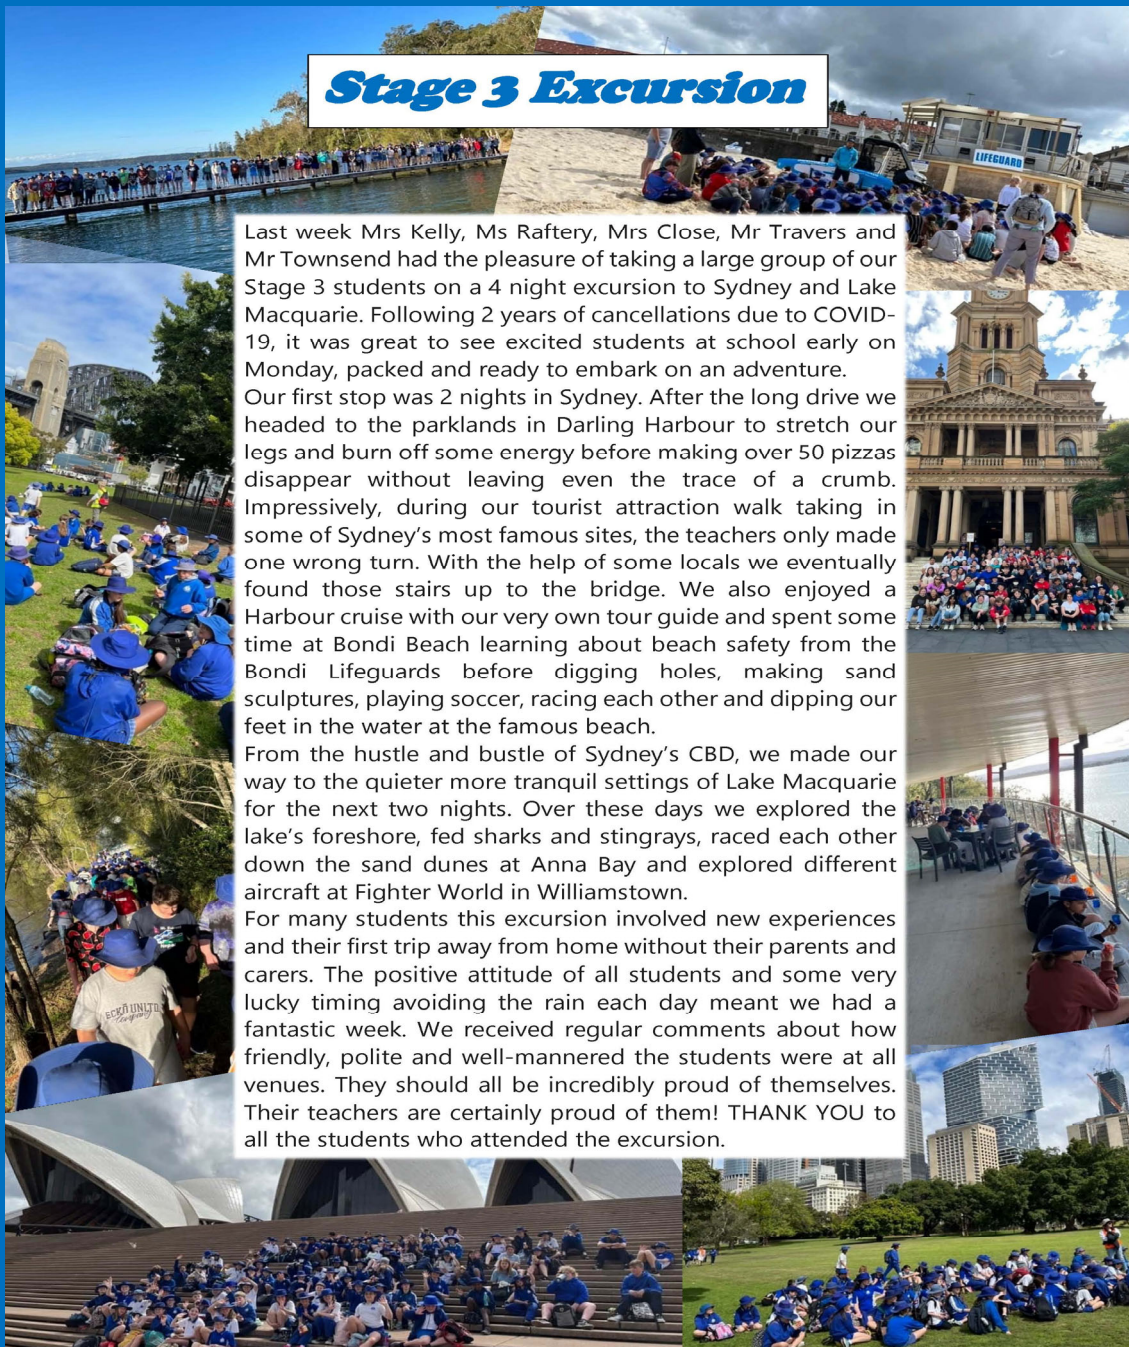 Stage 3 Excursion
LIFEGUARD
Last week Mrs Kelly, Ms Raftery, Mrs Close, Mr Travers and
Mr Townsend had the pleasure of taking a large group of our
Stage 3 students on a 4 night excursion to Sydney and Lake
Macquarie. Following 2 years of cancellations due to COVID-
19, it was great to see excited students at school early on
Monday, packed and ready to embark on an adventure.
Our first stop was 2 nights in Sydney. After the long drive we
headed to the parklands in Darling Harbour to stretch our
legs and burn off some energy before making over 50 pizzas
disappear without leaving even the trace of a crumb.
Impressively, during our tourist attraction walk taking in
some of Sydney’s most famous sites, the teachers only made
one wrong turn. With the help of some locals we eventually
found those stairs up to the bridge. We also enjoyed a
Harbour cruise with our very own tour guide and spent some
time at Bondi Beach learning about beach safety from the
Bondi Lifeguards before digging holes, making sand
sculptures, playing soccer, racing each other and dipping our
feet in the water at the famous beach.
From the hustle and bustle of Sydney’s CBD, we made our
way to the quieter more tranquil settings of Lake Macquarie
for the next two nights. Over these days we explored the
lake’s foreshore, fed sharks and stingrays, raced each other
down the sand dunes at Anna Bay and explored different
aircraft at Fighter World in Williamstown.
For many students this excursion involved new experiences
and their first trip away from home without their parents and
carers. The positive attitude of all students and some very
lucky timing avoiding the rain each day meant we had a
fantastic week. We received regular comments about how
friendly, polite and well-mannered the students were at all
venues. They should all be incredibly proud of themselves.
Their teachers are certainly proud of them! THANK YOU to
all the students who attended the excursion.
ECKŌ UNLTD